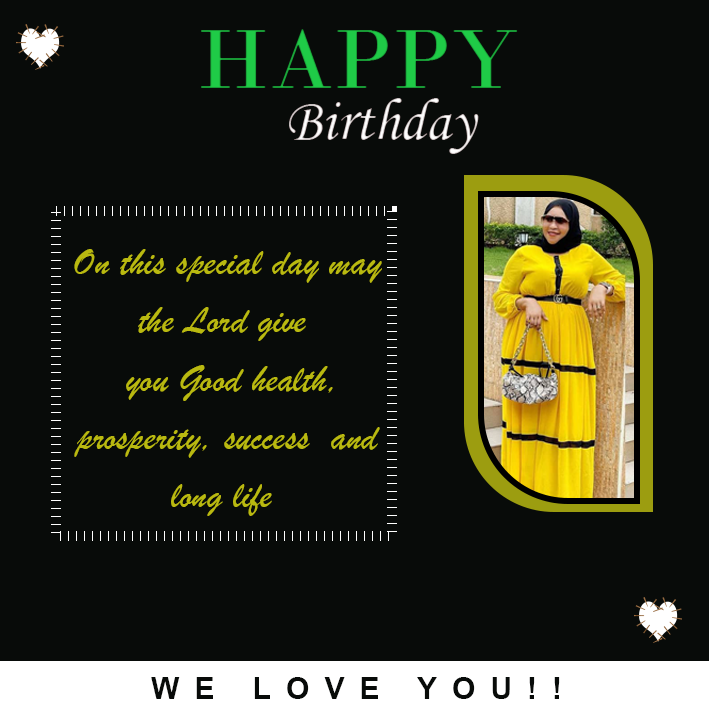 HAPPY
Birthday
On this special day may
the Lord give
you Good health,
prosperity, success and
long life
WE LOVE YOU!!